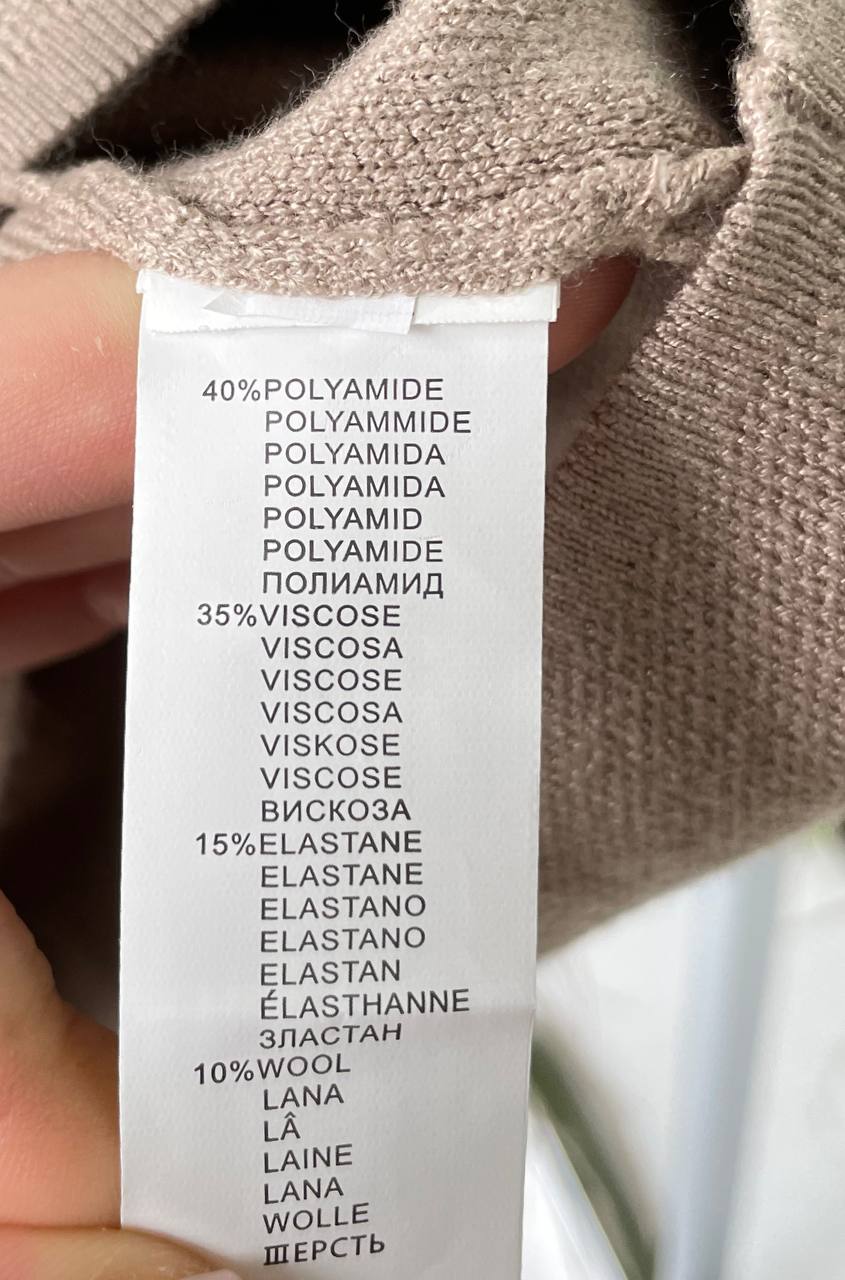 40%POLYAMIDE
POLYAMMIDE
POLYAMIDA
POLYAMIDA
POLYAMID
POLYAMIDE
ПОЛИАМИД
35%VISCOSE
VISCOSA
VISCOSE
VISCOSA
VISKOSE
VISCOSE
ВИСКОЗА
15%ELASTANE
ELASTANE
ELASTANO
ELASTANO
ELASTAN
ÉLASTHANNE
ЗЛАСТАН
10%WOOL
LANA
LÂ
LAINE
LANA
WOLLE
ШЕРСТЬ